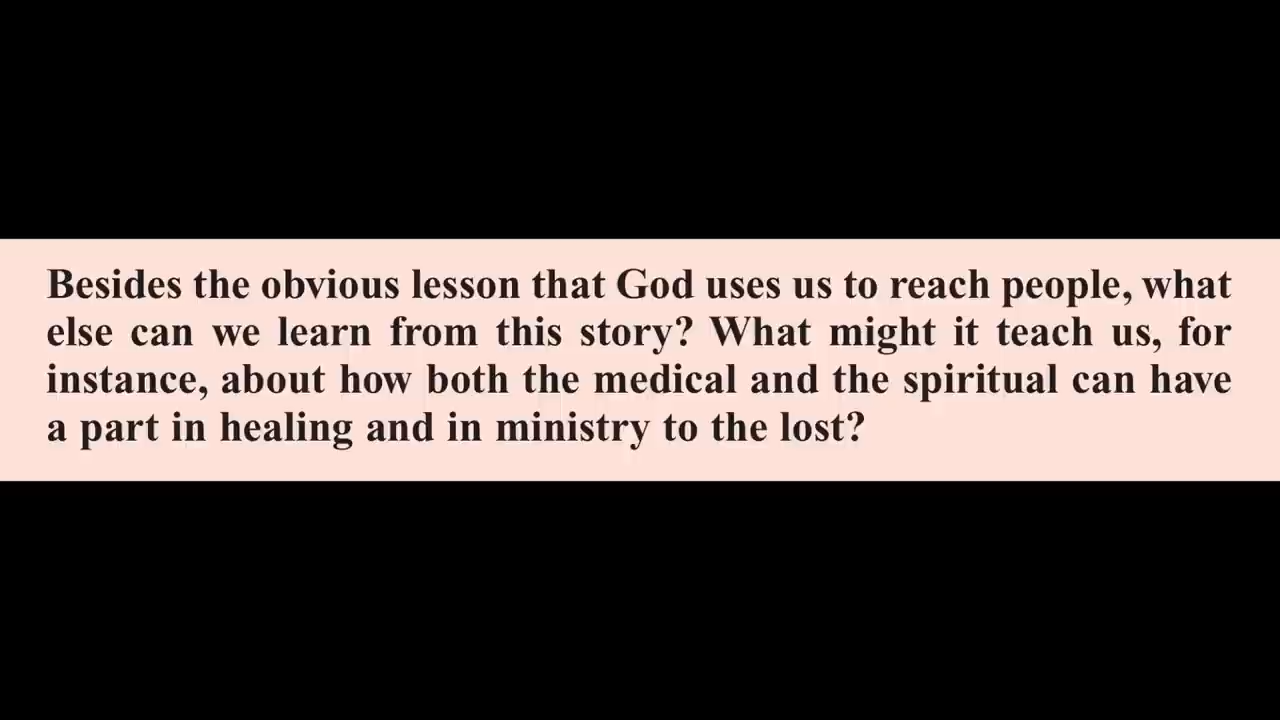 Besides the obvious lesson that God uses us to reach people, what
else can we learn from this story? What might it teach us, for
instance, about how both the medical and the spiritual can have
a part in healing and in ministry to the lost?